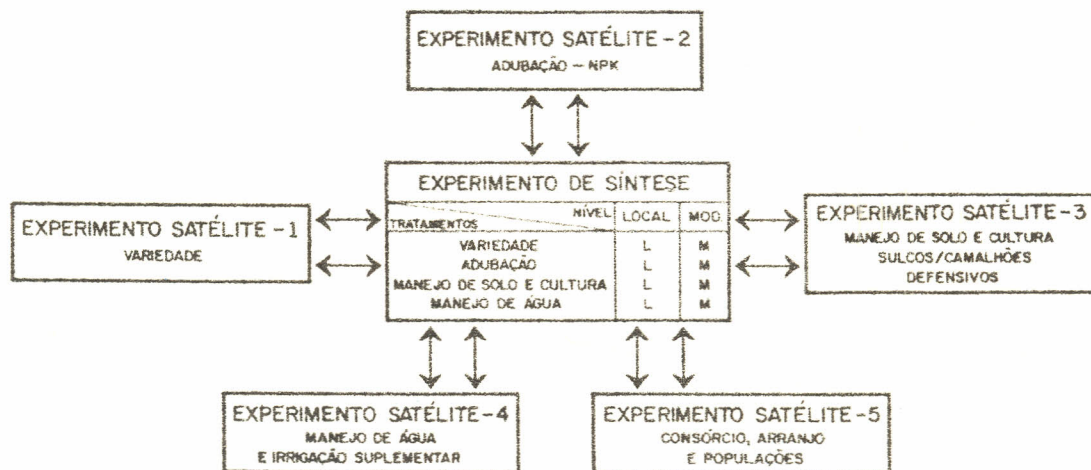 EXPERIMENTO SATÉLITE - 2
ADUBAÇÃO - NPK
EXPERIMENTO DE SÍNTESE
NÍVEL LOCAL MOD.
TRATAMENTOS
VARIEDADE L M
ADUBAÇÃO L M
MANEJO DE SOLO E CULTURA L M
MANEJO DE ÁGUA L M
EXPERIMENTO SATÉLITE - 1
VARIEDADE
EXPERIMENTO SATÉLITE - 3
MANEJO DE SOLO E CULTURA
SULCOS/CAMALHÕES
DEFENSIVOS
EXPERIMENTO SATÉLITE - 4
MANEJO DE ÁGUA
E IRRIGAÇÃO SUPLEMENTAR
EXPERIMENTO SATÉLITE - 5
CONSÓRCIO, ARRANJO
E POPULAÇÕES